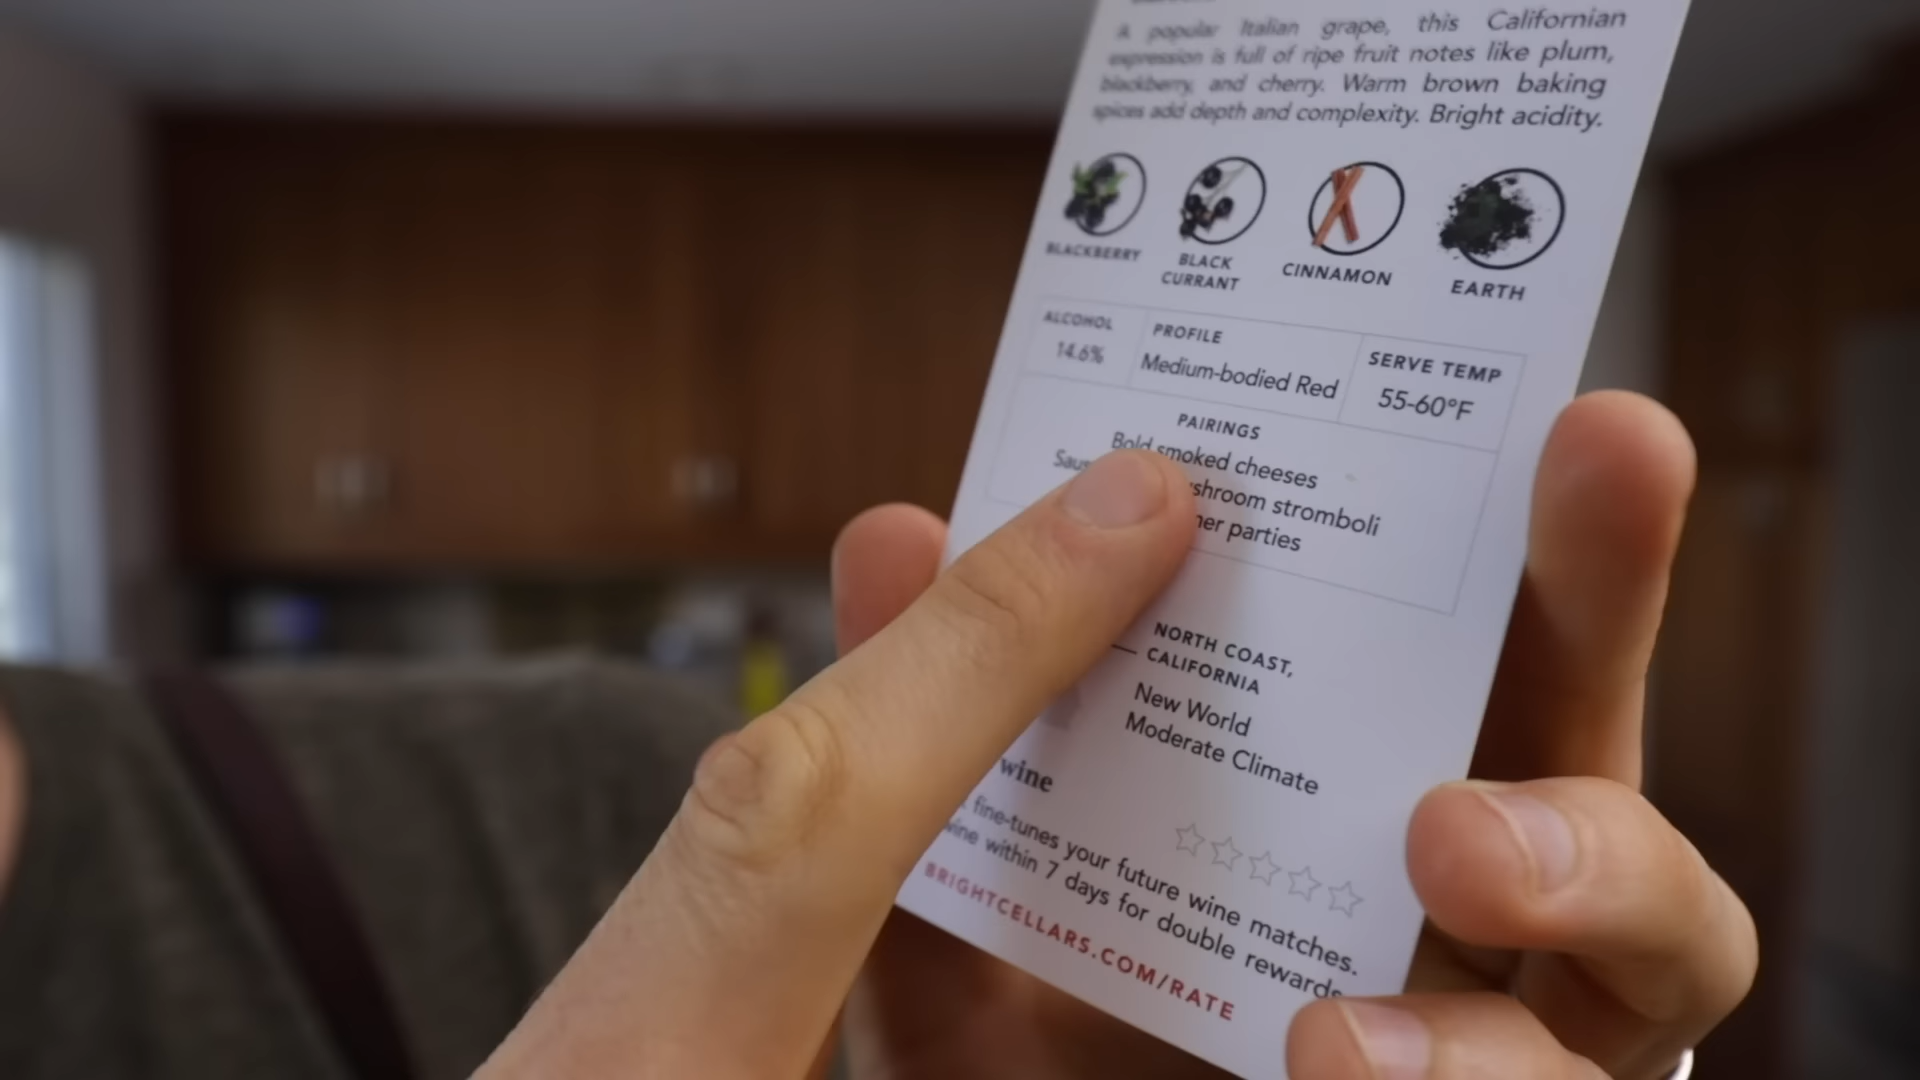 A popular Italian grape, this Californian
expression is full of ripe fruit notes like plum,
blackberry, and cherry. Warm brown baking
spices add depth and complexity. Bright acidity.
BLACKBERRY
BLACK
CURRANT
CINNAMON
EARTH
ALCOHOL
14.6%
PROFILE
Medium-bodied Red
SERVE TEMP
55-60°F
PAIRINGS
Bold smoked cheeses
stromboli
parties
NORTH COAST,
CALIFORNIA
New World
Moderate Climate
wine
fine-tunes your future wine matches.
wine within 7 days for double rewards
BRIGHTCELLARS.COM/RATE